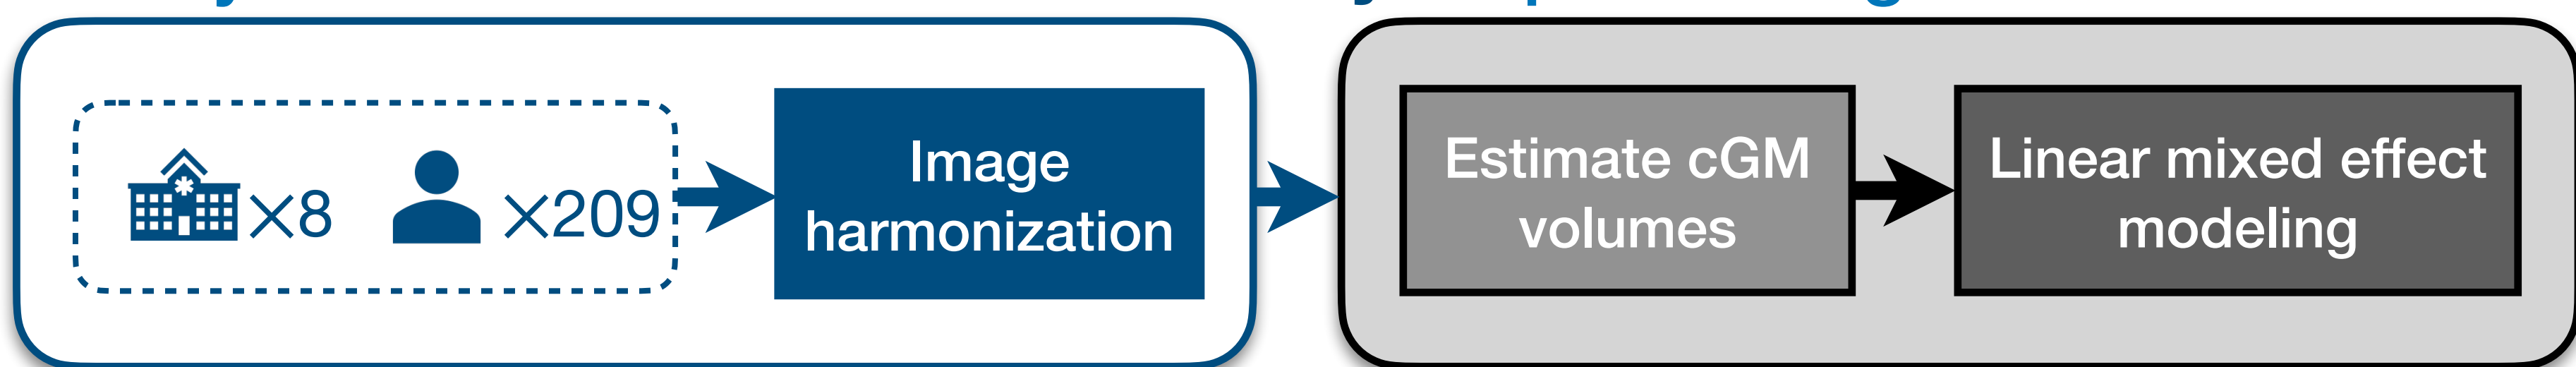 ×8
×209
Image
harmonization
Estimate cGM
volumes
Linear mixed effect
modeling